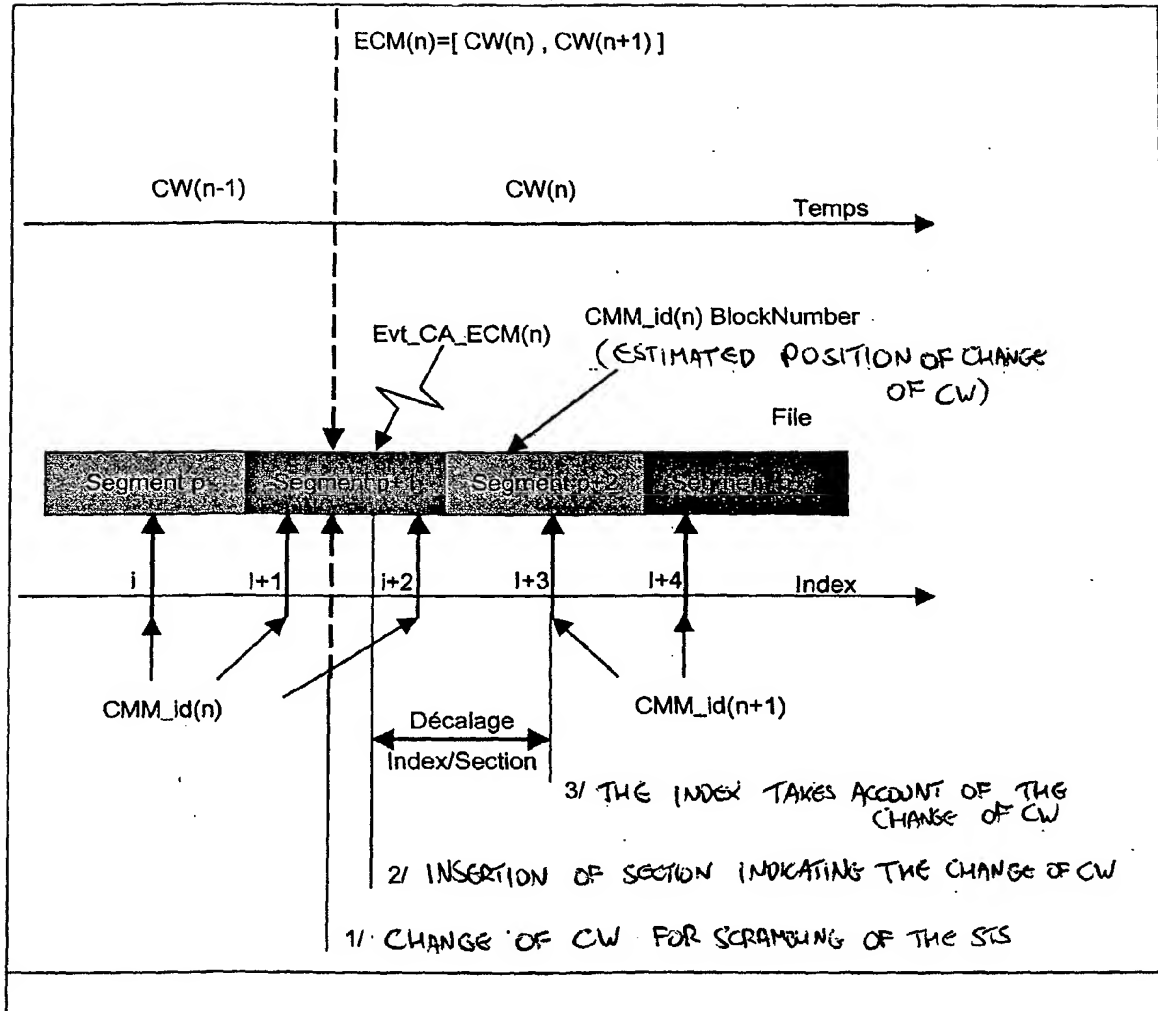 ECM(n)=[ CW(n) , CW(n+1) ]
CW(n-1)
CW(n)
Temps
Evt_CA_ECM(n)
CMM_id(n) BlockNumber
(ESTIMATED POSITION OF CHANGE
OF CW)
File
Segment p
Segment p+1
Segment p+2
Segment
i
i+1
i+2
i+3
i+4
Index
CMM_id(n)
CMM_id(n+1)
Décalage
Index/Section
3/ THE INDEX TAKES ACCOUNT OF THE
CHANGE OF CW
2/ INSERTION OF SECTION INDICATING THE CHANGE OF CW
1/ CHANGE OF CW FOR SCRAMBLING OF THE STS